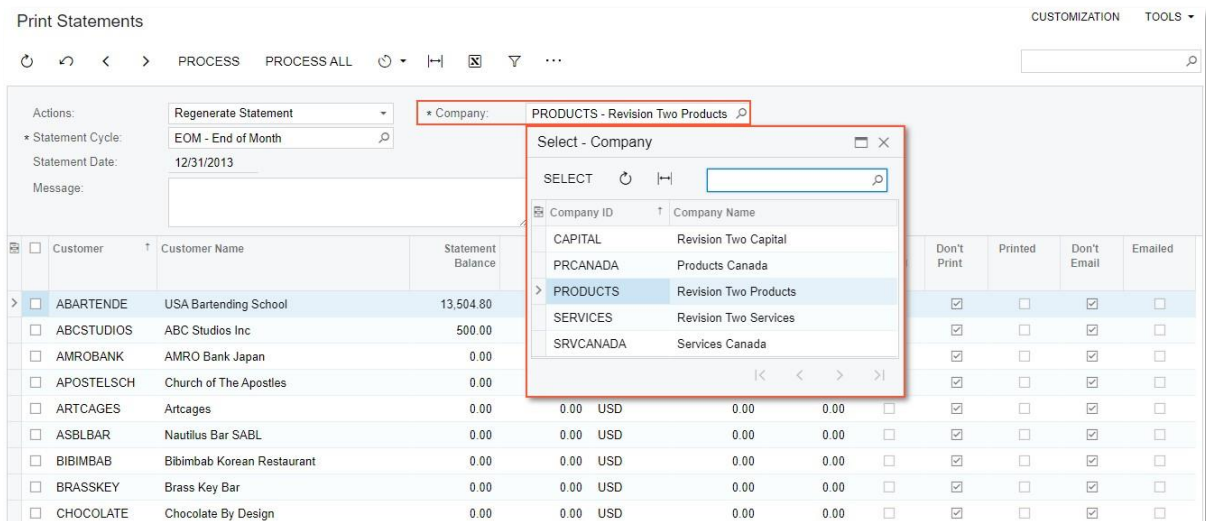 Print Statements
CUSTOMIZATION TOOLS
PROCESS PROCESS ALL
Actions: Regenerate Statement * Company: PRODUCTS - Revision Two Products
* Statement Cycle: EOM - End of Month
Statement Date: 12/31/2013
Message:
Select - Company
SELECT
Company ID Company Name
CAPITAL Revision Two Capital
PRCANADA Products Canada
PRODUCTS Revision Two Products
SERVICES Revision Two Services
SRVCANADA Services Canada
Customer Customer Name Statement Balance Don't Print Printed Don't Email Emailed
ABARTENDE USA Bartending School 13,504.80
ABCSTUDIOS ABC Studios Inc 500.00
AMROBANK AMRO Bank Japan 0.00
APOSTELSCH Church of The Apostles 0.00
ARTCAGES Artcages 0.00 0.00 USD 0.00 0.00
ASBLBAR Nautilus Bar SABL 0.00 0.00 USD 0.00 0.00
BIBIMBAB Bibimbab Korean Restaurant 0.00 0.00 USD 0.00 0.00
BRASSKEY Brass Key Bar 0.00 0.00 USD 0.00 0.00
CHOCOLATE Chocolate By Design 0.00 0.00 USD 0.00 0.00